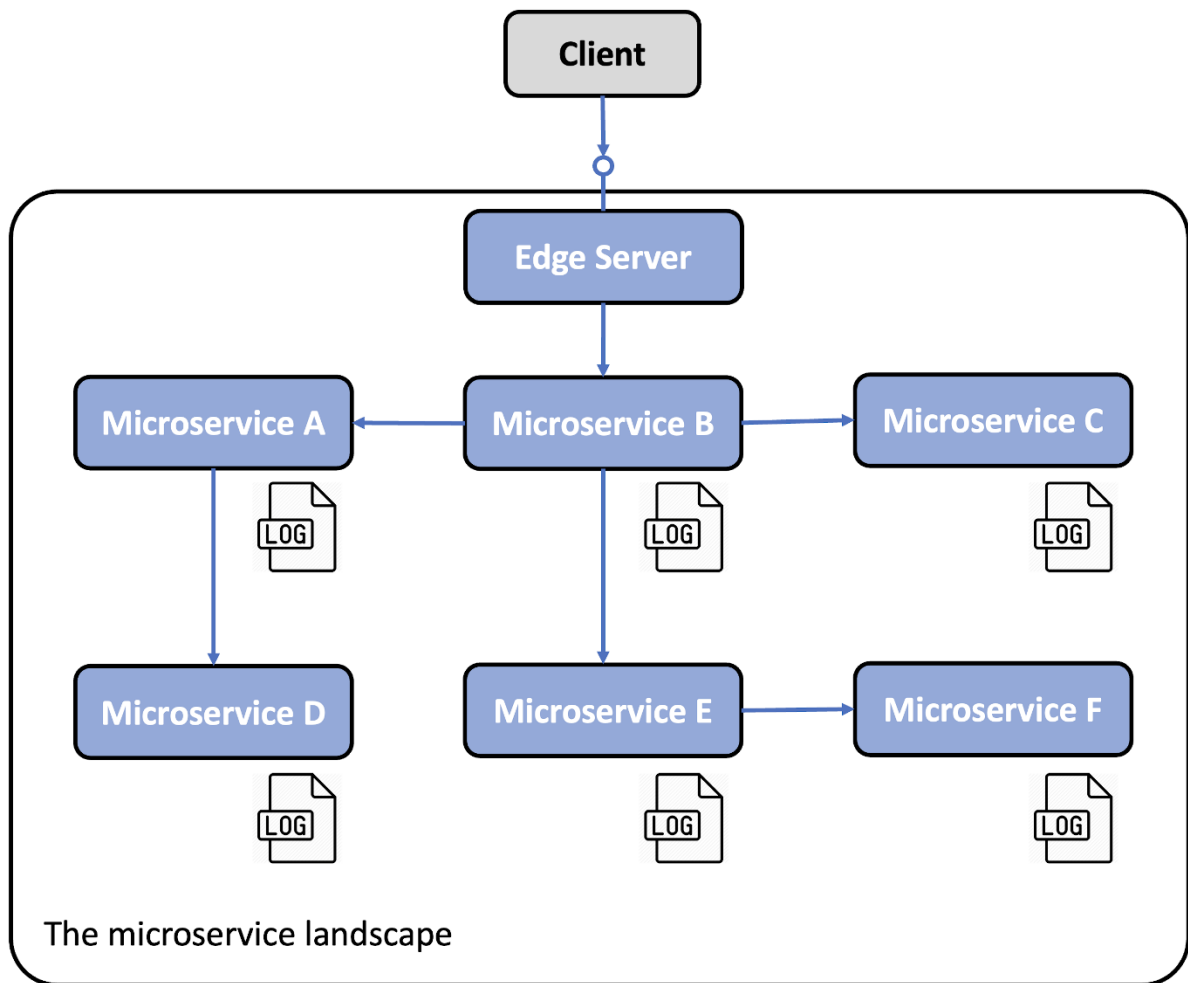 Client
Edge Server
Microservice A
Microservice B
Microservice C
LOG
LOG
LOG
Microservice D
Microservice E
Microservice F
LOG
LOG
LOG
The microservice landscape